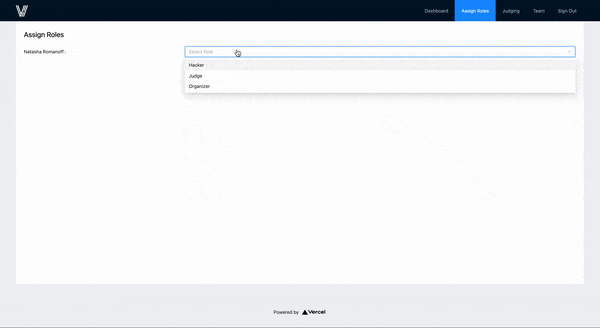 Dashboard Assign Roles Judging Team Sign Out
Assign Roles
Natasha Romanoff: Select Role
Hacker
Judge
Organizer
Powered by Vercel